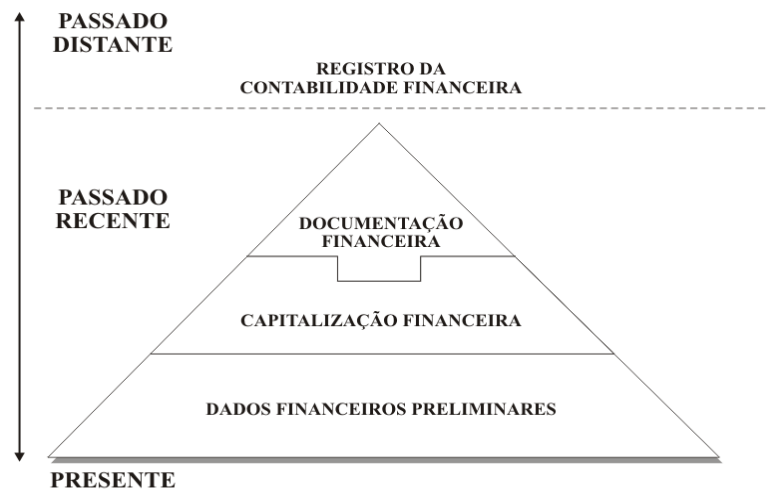 PASSADO
DISTANTE
REGISTRO DA
CONTABILIDADE FINANCEIRA
PASSADO
RECENTE
DOCUMENTAÇÃO
FINANCEIRA
CAPITALIZAÇÃO FINANCEIRA
DADOS FINANCEIROS PRELIMINARES
PRESENTE